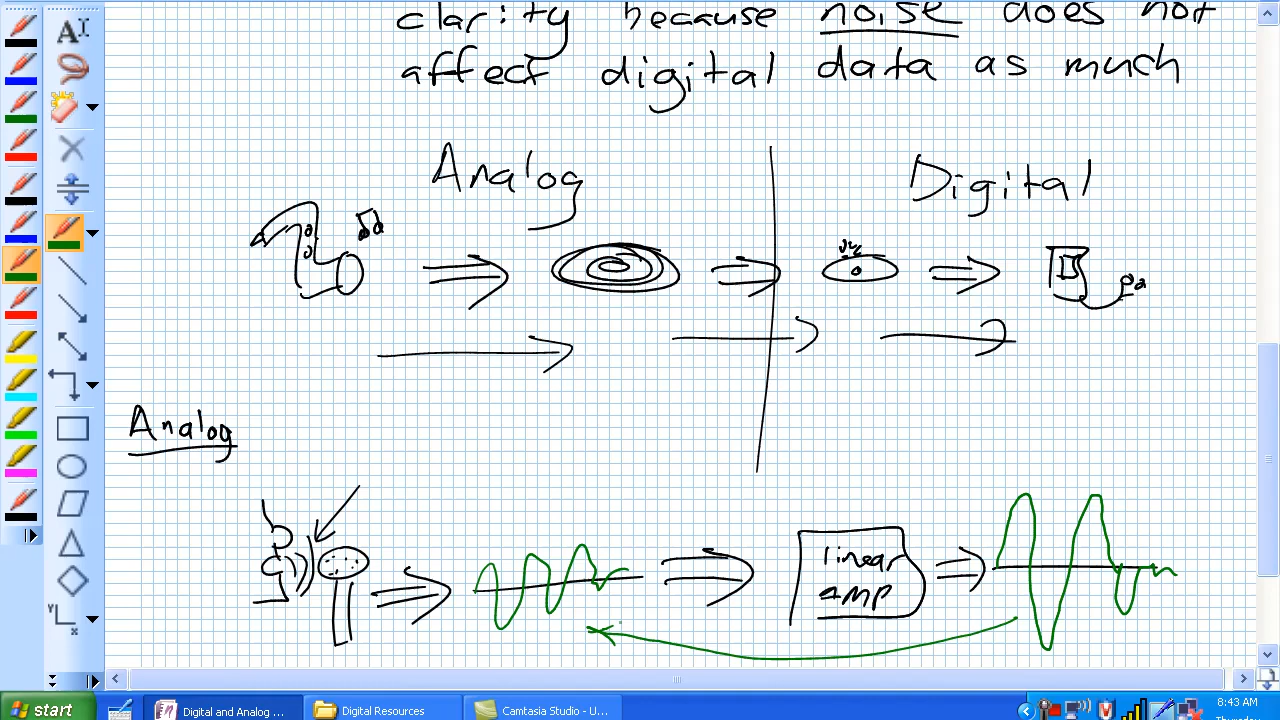 clarity because noise does not
affect digital data as much
Analog
Digital
Analog
linear
amp
start
Digital and Analog ...
Digital Resources
Camtasia Studio - U...
8:43 AM